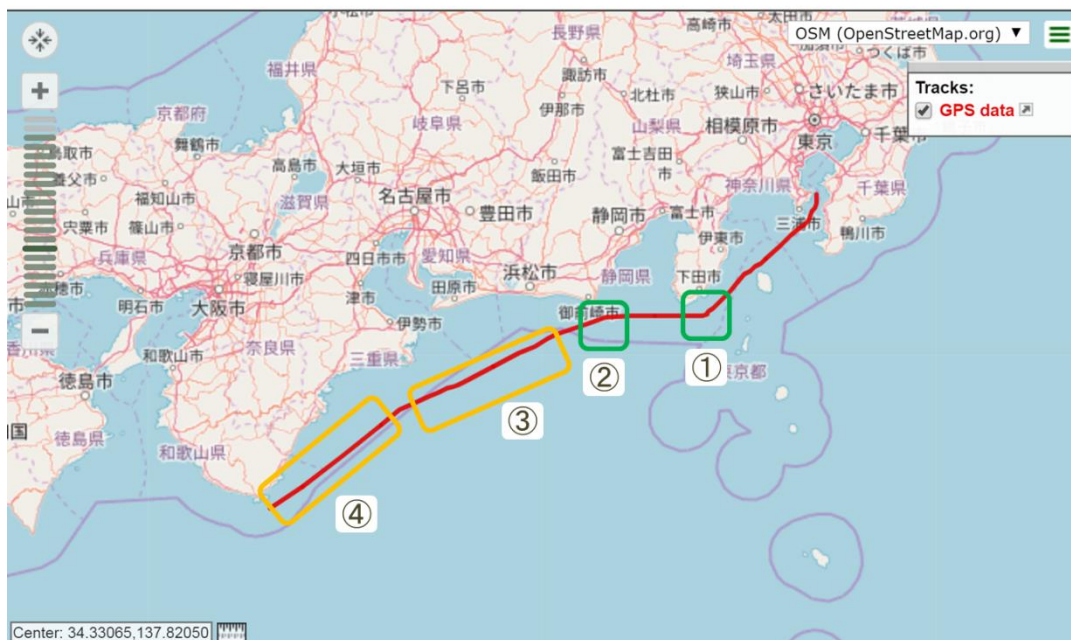 OSM (OpenStreetMap.org) ▼
Tracks:
GPS data
福井県
長野県
高崎市
諏訪市
埼玉県
つくば市
下呂市
伊那市
北杜市
狭山市
さいたま市
京都府
舞鶴市
岐阜県
山梨県
相模原市
東京
千葉市
鳥取市
養父市
高島市
大垣市
飯田市
富士吉田市
福知山市
滋賀県
名古屋市
豊田市
静岡市
富士市
神奈川県
千葉県
宍粟市
篠山市
京都市
三浦市
鴨川市
伊東市
兵庫県
四日市市
愛知県
寝屋川市
浜松市
静岡県
下田市
明石市
大阪市
津市
田原市
御前崎市
伊勢市
奈良県
和歌山市
三重県
徳島市
東京都
①
②
③
④
徳島県
和歌山県
Center: 34.33065,137.82050